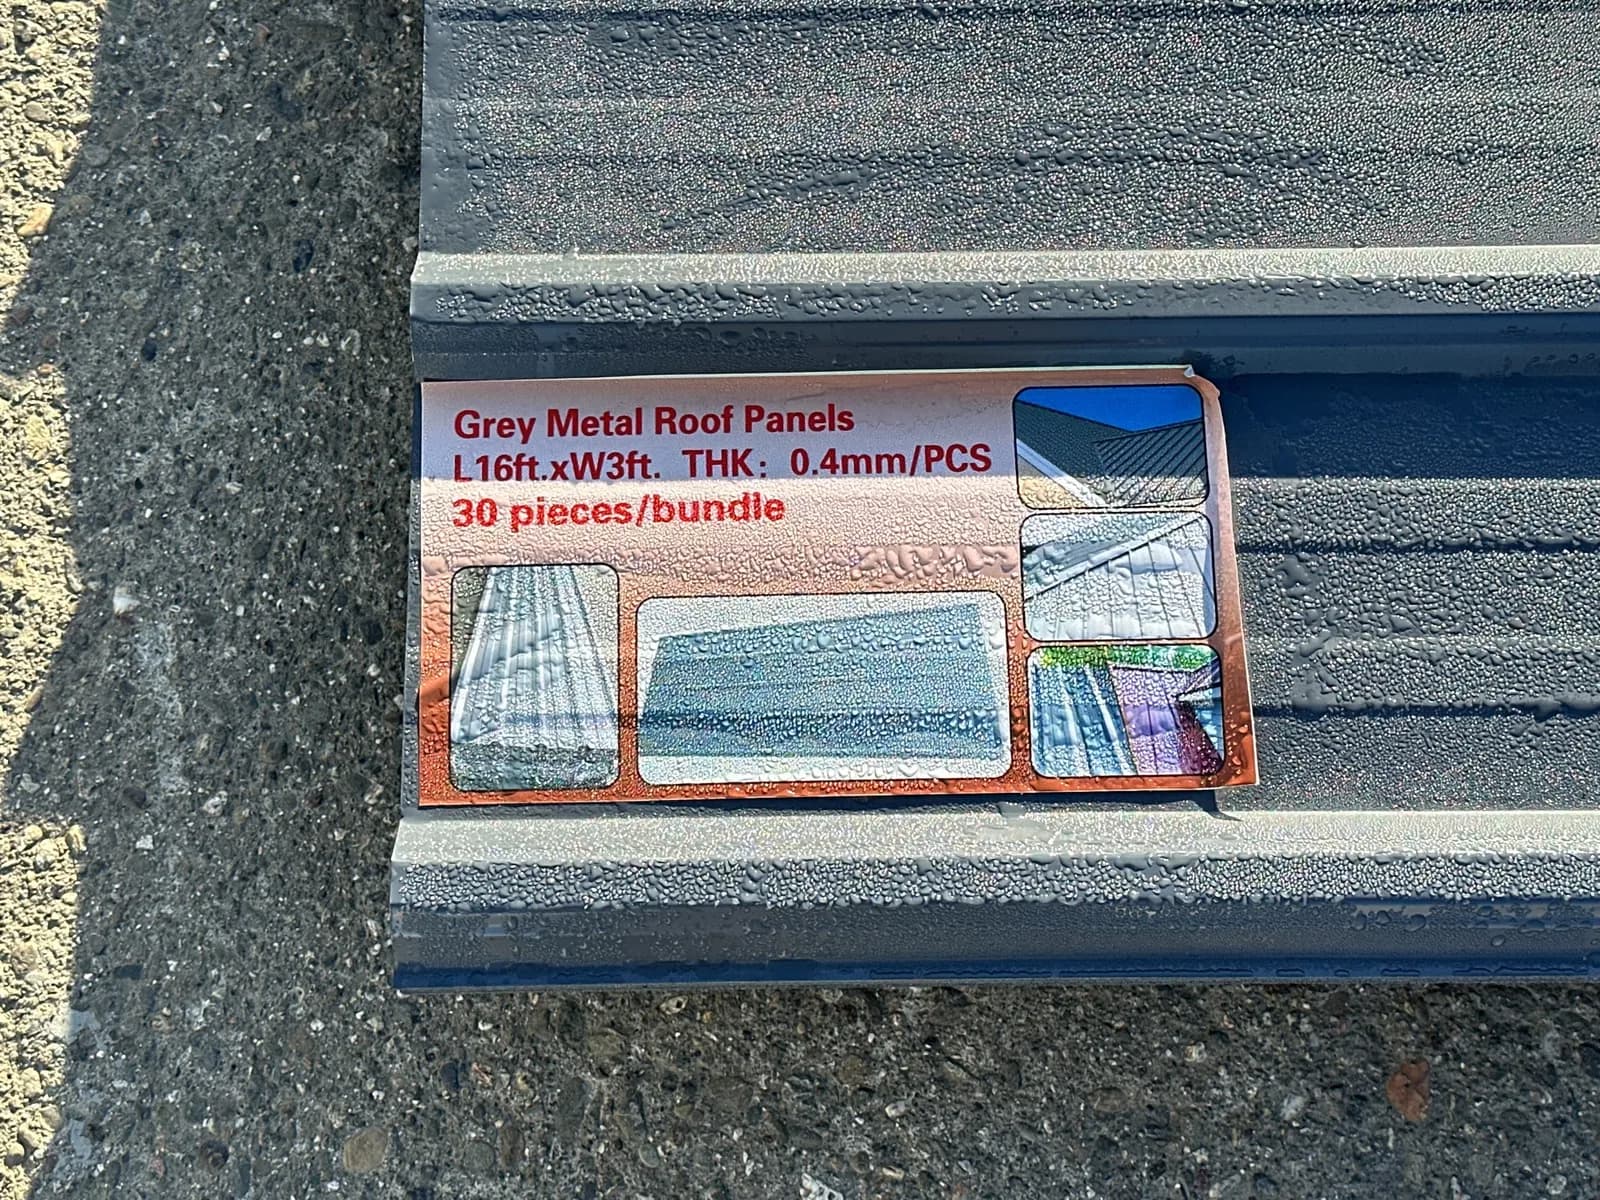 Grey Metal Roof Panels
L16ft.xW3ft. THK: 0.4mm/PCS
30 pieces/bundle